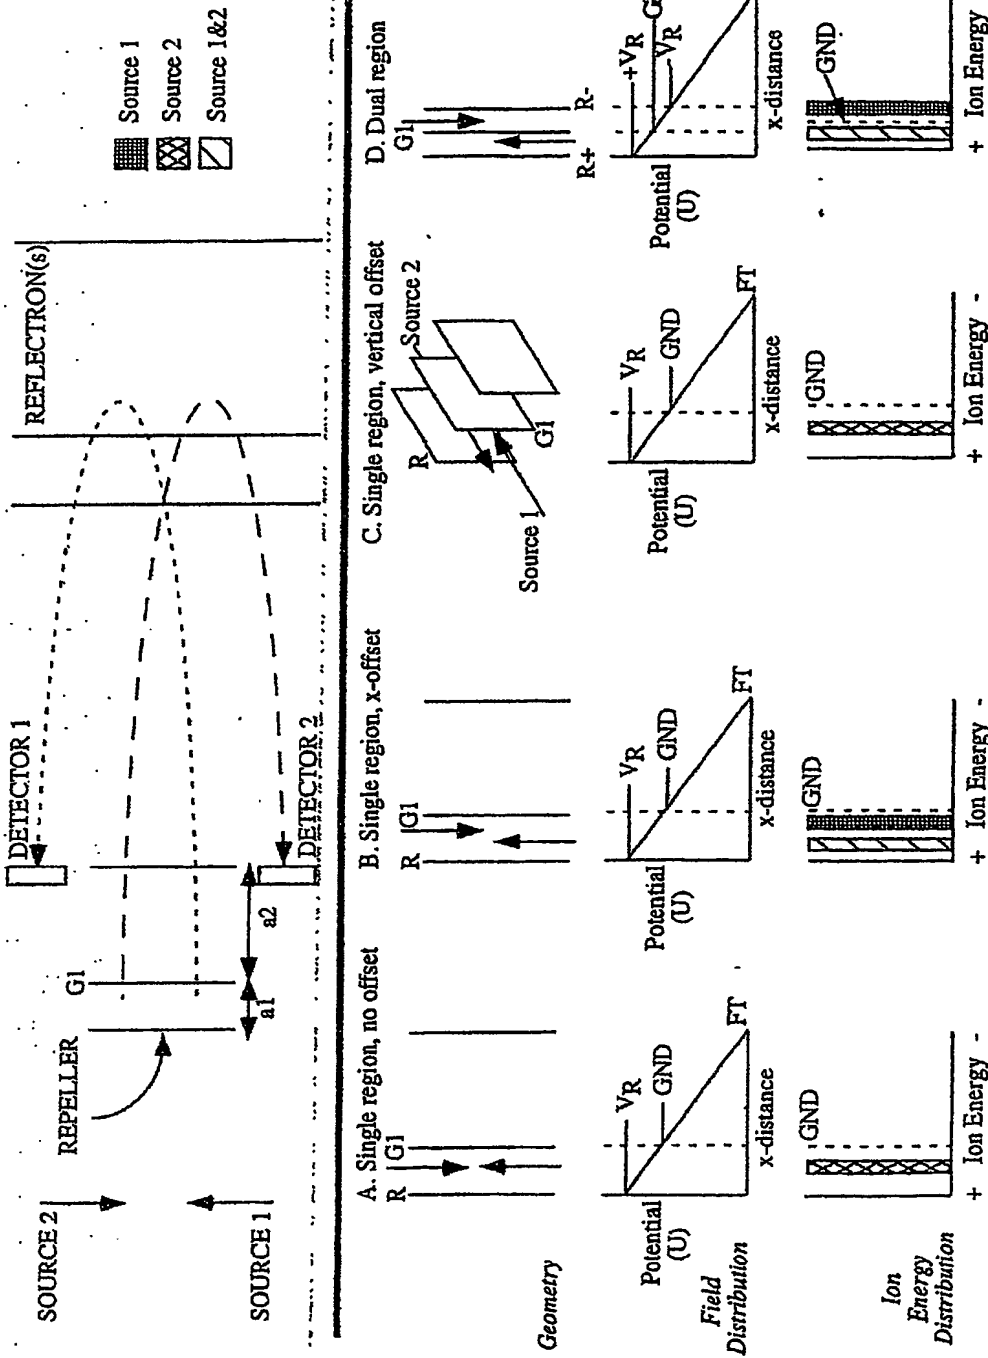 REFLECTRON(s)
Source 1
Source 2
Source 1&2
DETECTOR 1
G1
REPELLER
SOURCE 2
SOURCE 1
a1
a2
DETECTOR 2
A. Single region, no offset
B. Single region, x-offset
C. Single region, vertical offset
D. Dual region
Geometry
R
G1
R
G1
R
Source 2
G1
Source 1
G1
R+
R-
Field
Distribution
Potential
(U)
VR
GND
FT
x-distance
Potential
(U)
VR
GND
FT
x-distance
Potential
(U)
VR
GND
FT
x-distance
Potential
(U)
+VR
VR
x-distance
Ion
Energy
Distribution
GND
+ Ion Energy -
GND
+ Ion Energy -
GND
+ Ion Energy -
GND
+ Ion Energy